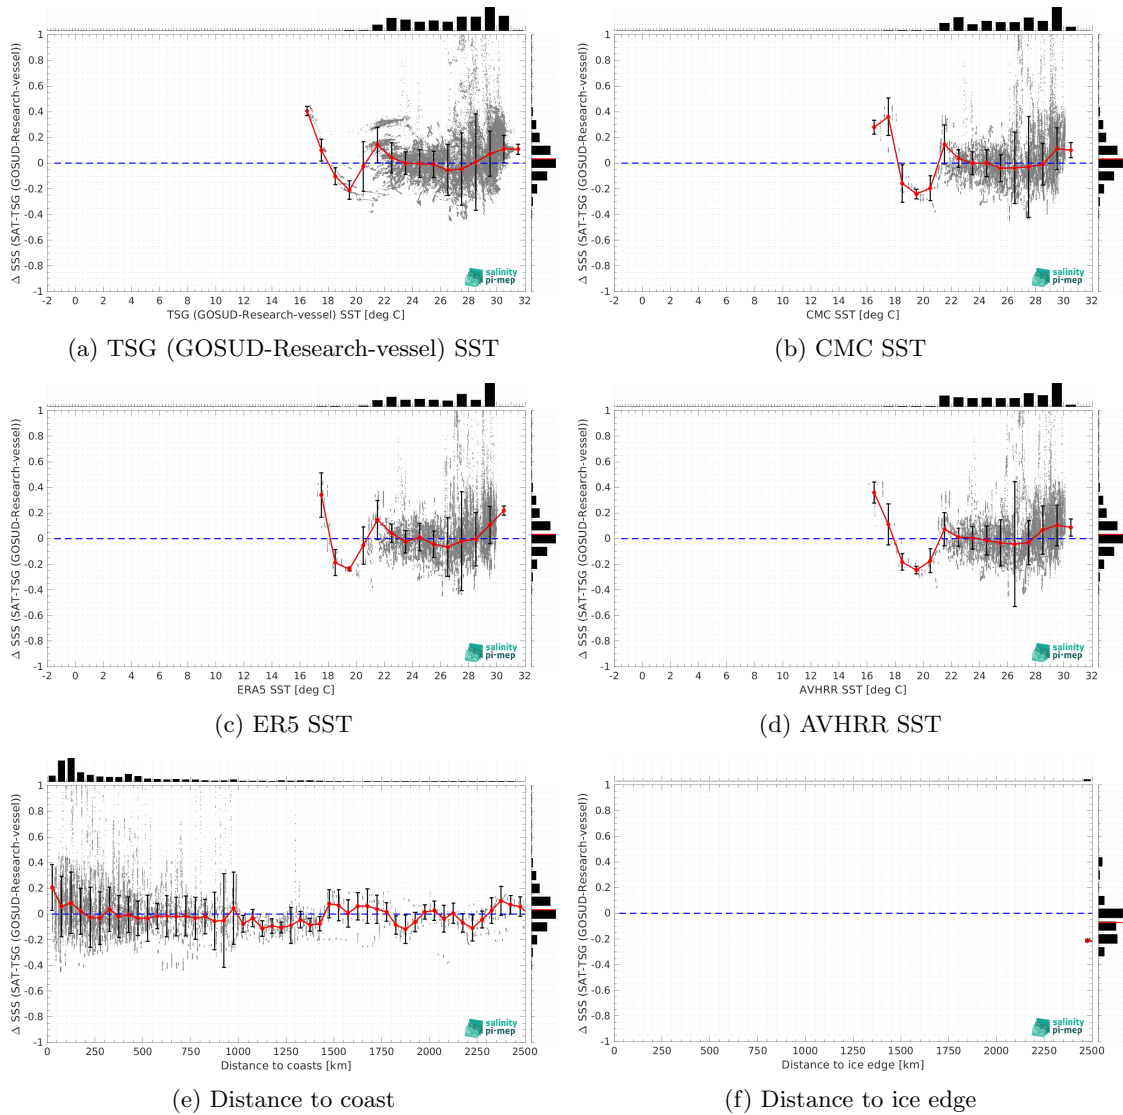 1
0.8
0.6
0.4
0.2
0
-0.2
-0.4
-0.6
-0.8
-1
Δ SSS (SAT-TSG (GOSUD-Research-vessel))
salinity
pi-mep
-2 0 2 4 6 8 10 12 14 16 18 20 22 24 26 28 30 32
TSG (GOSUD-Research-vessel) SST [deg C]
(a) TSG (GOSUD-Research-vessel) SST
1
0.8
0.6
0.4
0.2
0
-0.2
-0.4
-0.6
-0.8
-1
Δ SSS (SAT-TSG (GOSUD-Research-vessel))
salinity
pi-mep
-2 0 2 4 6 8 10 12 14 16 18 20 22 24 26 28 30 32
CMC SST [deg C]
(b) CMC SST
1
0.8
0.6
0.4
0.2
0
-0.2
-0.4
-0.6
-0.8
-1
Δ SSS (SAT-TSG (GOSUD-Research-vessel))
salinity
pi-mep
-2 0 2 4 6 8 10 12 14 16 18 20 22 24 26 28 30 32
ERA5 SST [deg C]
(c) ER5 SST
1
0.8
0.6
0.4
0.2
0
-0.2
-0.4
-0.6
-0.8
-1
Δ SSS (SAT-TSG (GOSUD-Research-vessel))
salinity
pi-mep
-2 0 2 4 6 8 10 12 14 16 18 20 22 24 26 28 30 32
AVHRR SST [deg C]
(d) AVHRR SST
1
0.8
0.6
0.4
0.2
0
-0.2
-0.4
-0.6
-0.8
-1
Δ SSS (SAT-TSG (GOSUD-Research-vessel))
salinity
pi-mep
0 250 500 750 1000 1250 1500 1750 2000 2250 2500
Distance to coasts [km]
(e) Distance to coast
1
0.8
0.6
0.4
0.2
0
-0.2
-0.4
-0.6
-0.8
-1
Δ SSS (SAT-TSG (GOSUD-Research-vessel))
salinity
pi-mep
0 250 500 750 1000 1250 1500 1750 2000 2250 2500
Distance to ice edge [km]
(f) Distance to ice edge